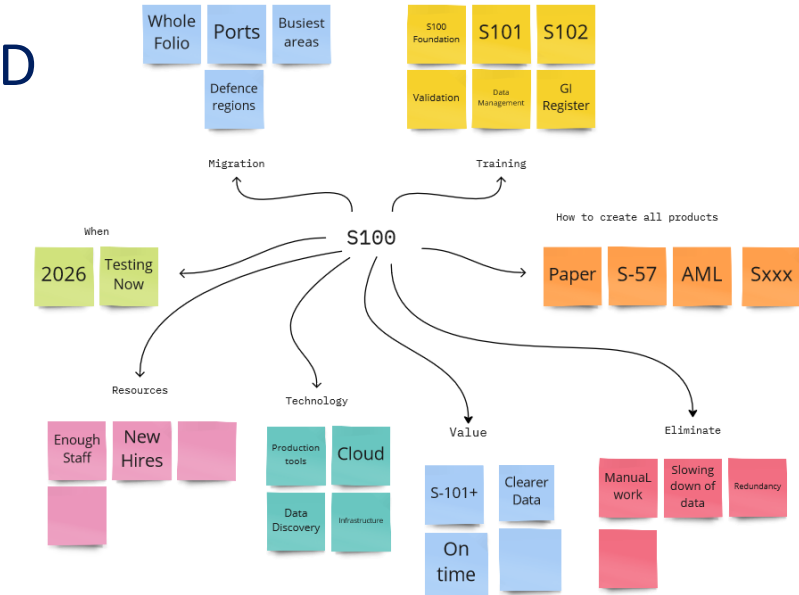 D
Whole
Folio
Ports
Busiest
areas
Defence
regions
Migration
S100
Foundation
S101
S102
Validation
Data
Management
GI
Register
Training
S100
When
2026
Testing
Now
How to create all products
Paper
S-57
AML
Sxxx
Resources
Enough
Staff
New
Hires
Technology
Production
tools
Cloud
Data
Discovery
Infrastructure
Value
S-101+
Clearer
Data
On
time
Eliminate
ManuaL
work
Slowing
down of
data
Redundancy